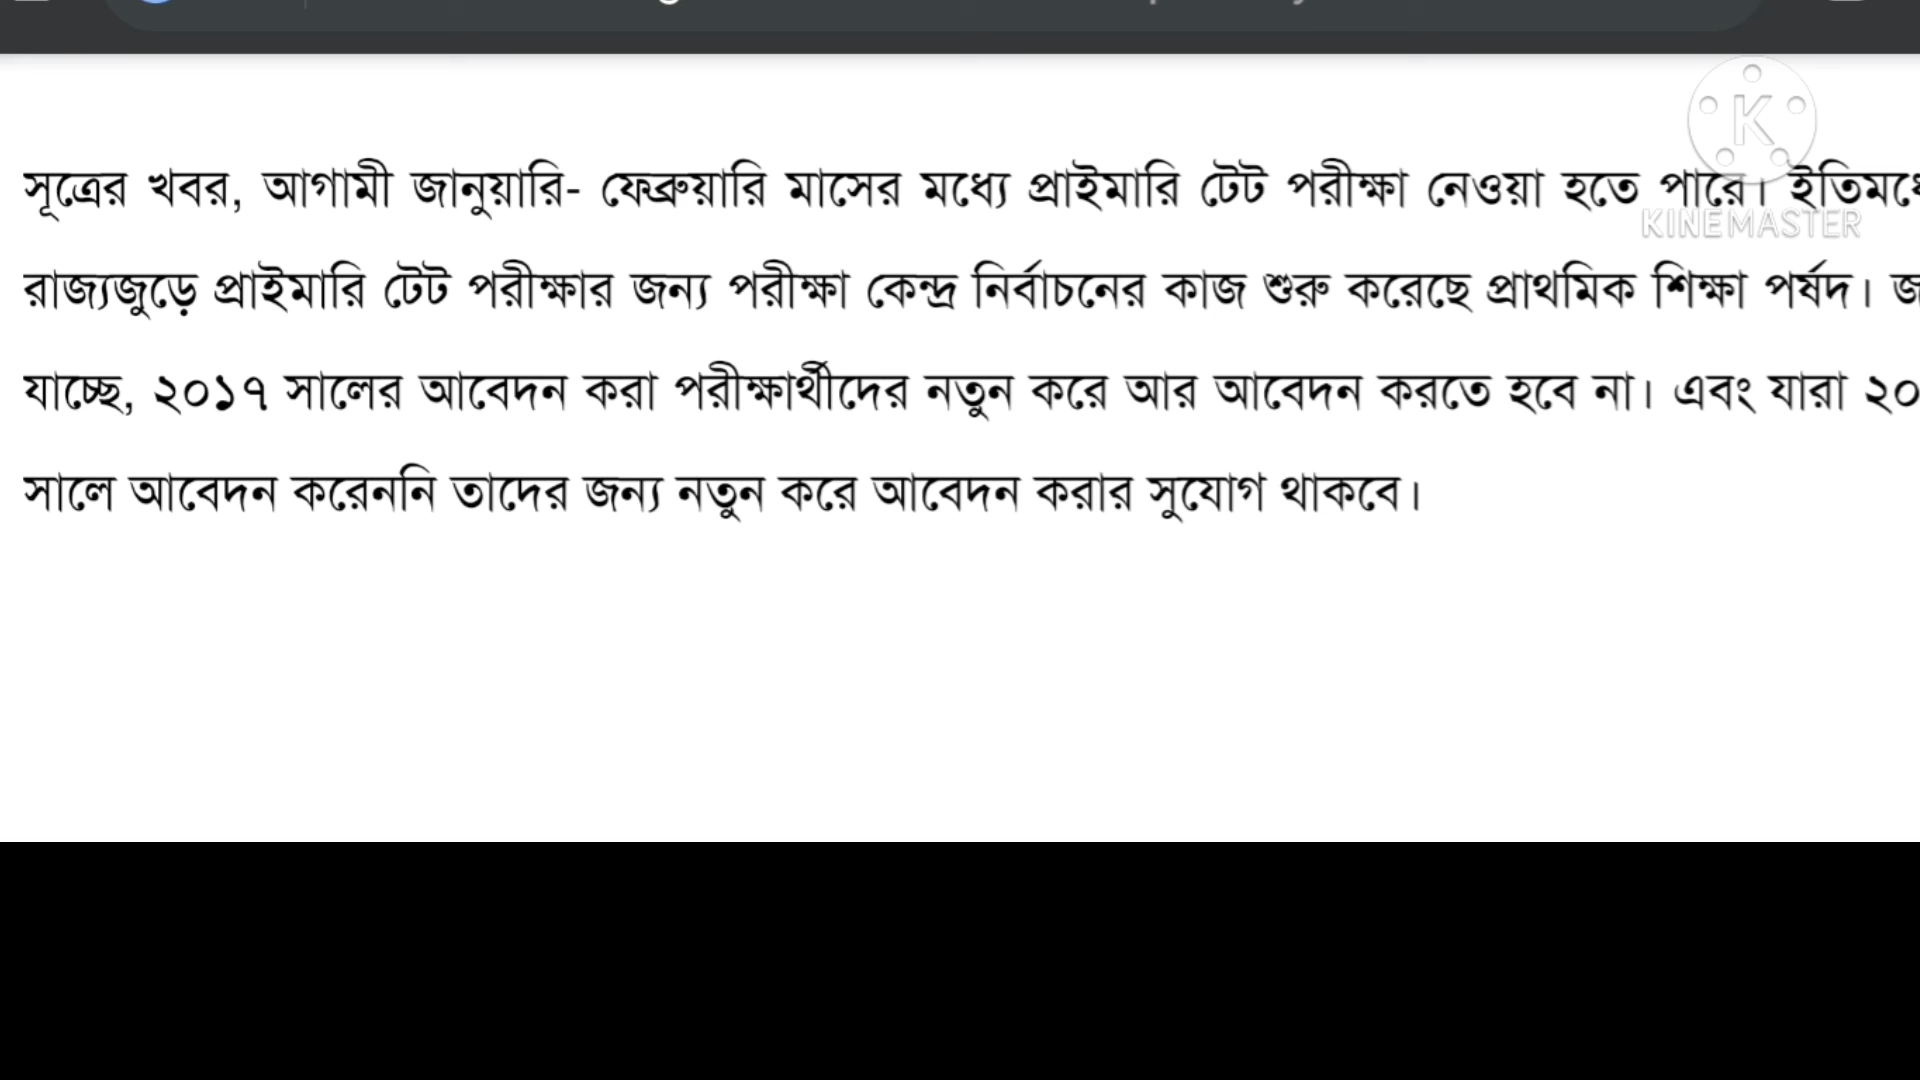 সূত্রের খবর, আগামী জানুয়ারি- ফেব্রুয়ারি মাসের মধ্যে প্রাইমারি টেট পরীক্ষা নেওয়া হতে পারে।
রাজ্যজুড়ে প্রাইমারি টেট পরীক্ষার জন্য পরীক্ষা কেন্দ্র নির্বাচনের কাজ শুরু করেছে প্রাথমিক শিক্ষা পর্ষদ।
যাচ্ছে, ২০১৭ সালের আবেদন করা পরীক্ষার্থীদের নতুন করে আর আবেদন করতে হবে না। এবং যারা
সালে আবেদন করেননি তাদের জন্য নতুন করে আবেদন করার সুযোগ থাকবে।
K
KINEMASTER